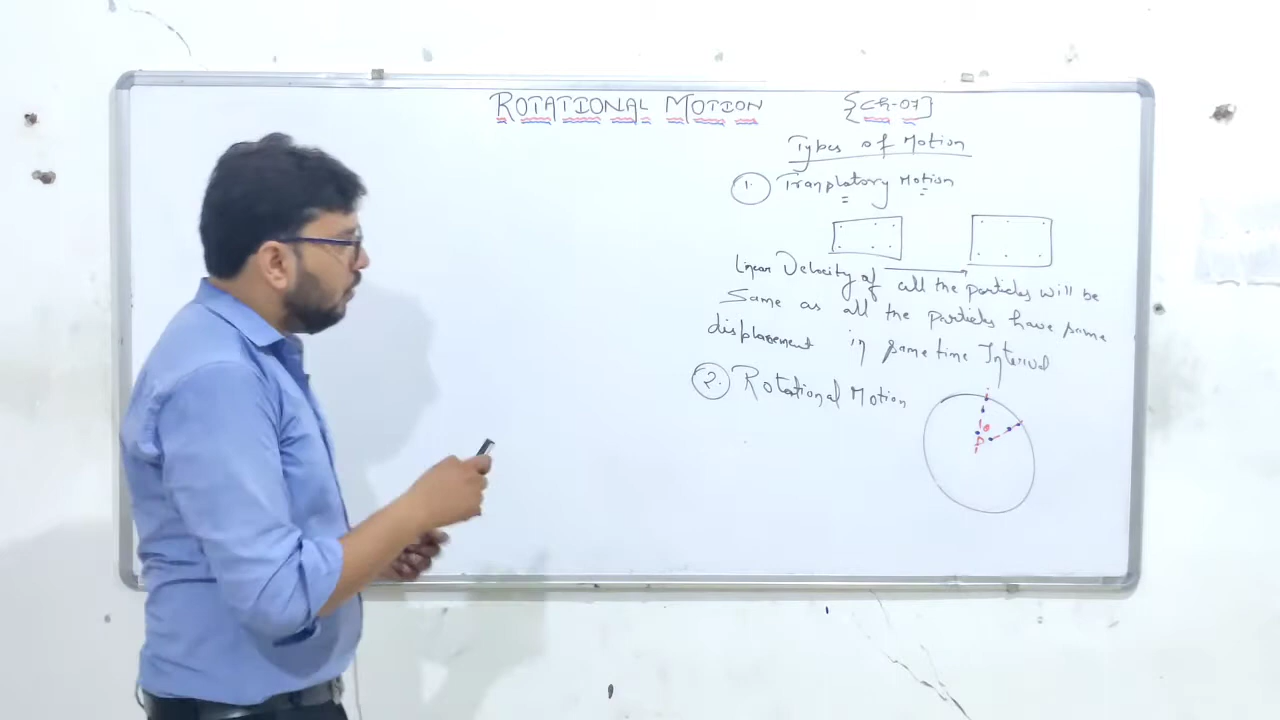 ROTATIONAL MOTION {Ch-07}
Types of Motion
1. Translatory Motion
Linear Velocity of all the particles will be
Same as all the particles have same
displacement in same time Interval
2. Rotational Motion
θ